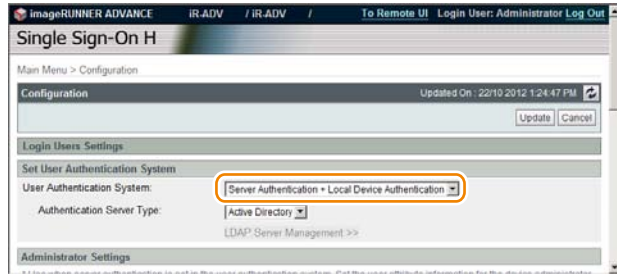 imageRUNNER ADVANCE iR-ADV / iR-ADV / To Remote UI Login User: Administrator Log Out
Single Sign-On H
Main Menu > Configuration
Configuration Updated On : 22/10 2012 1:24:47 PM
Update Cancel
Login Users Settings
Set User Authentication System
User Authentication System: Server Authentication + Local Device Authentication
Authentication Server Type: Active Directory
LDAP Server Management >>
Administrator Settings